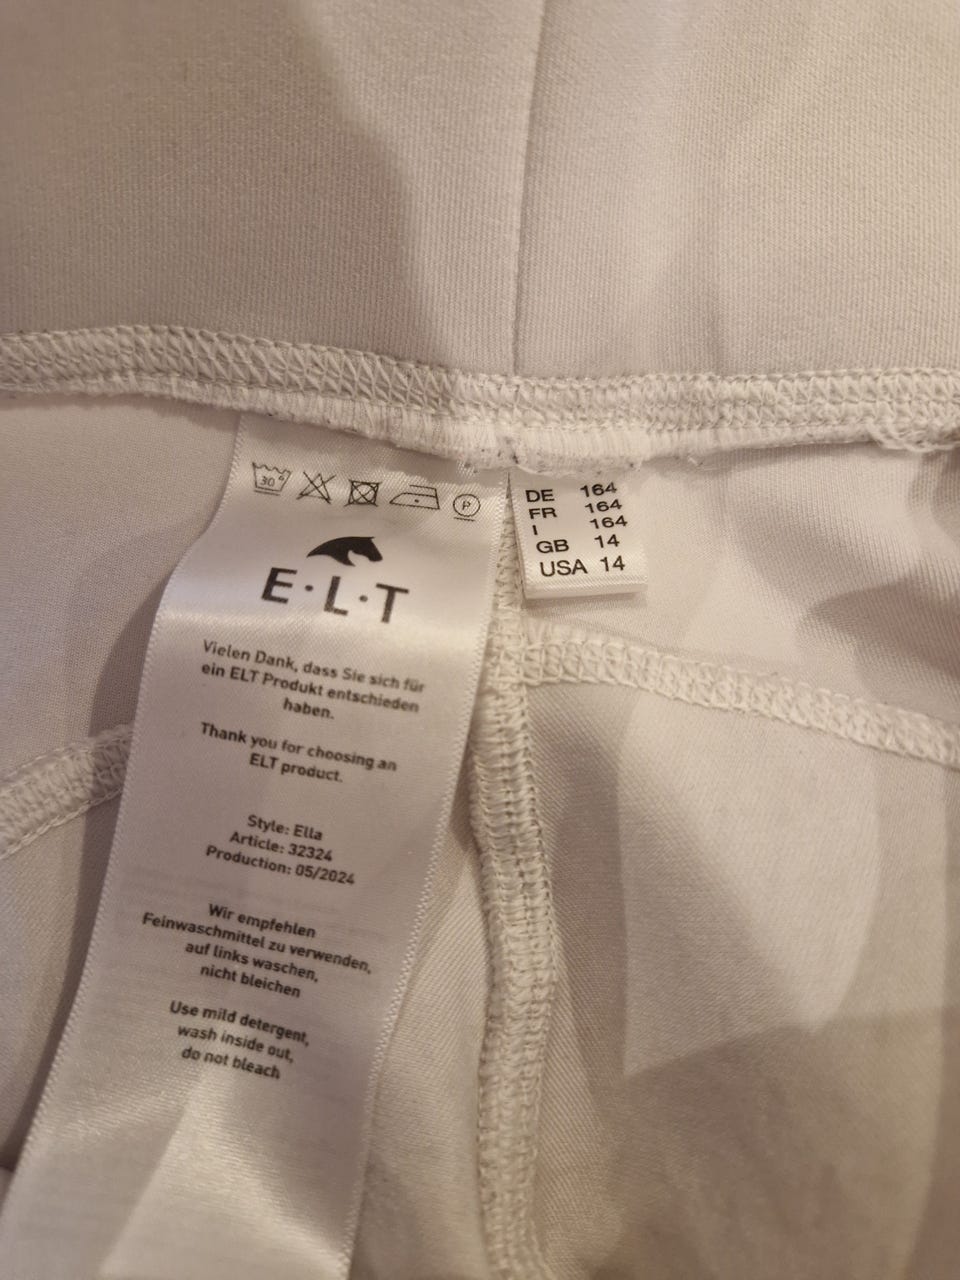 30°
P
E·L·T
Vielen Dank, dass Sie sich für
ein ELT Produkt entschieden
haben.
Thank you for choosing an
ELT product.
Style: Ella
Article: 32324
Production: 05/2024
Wir empfehlen
Feinwaschmittel zu verwenden,
auf links waschen,
nicht bleichen
Use mild detergent,
wash inside out,
do not bleach
DE 164
FR 164
I 164
GB 14
USA 14